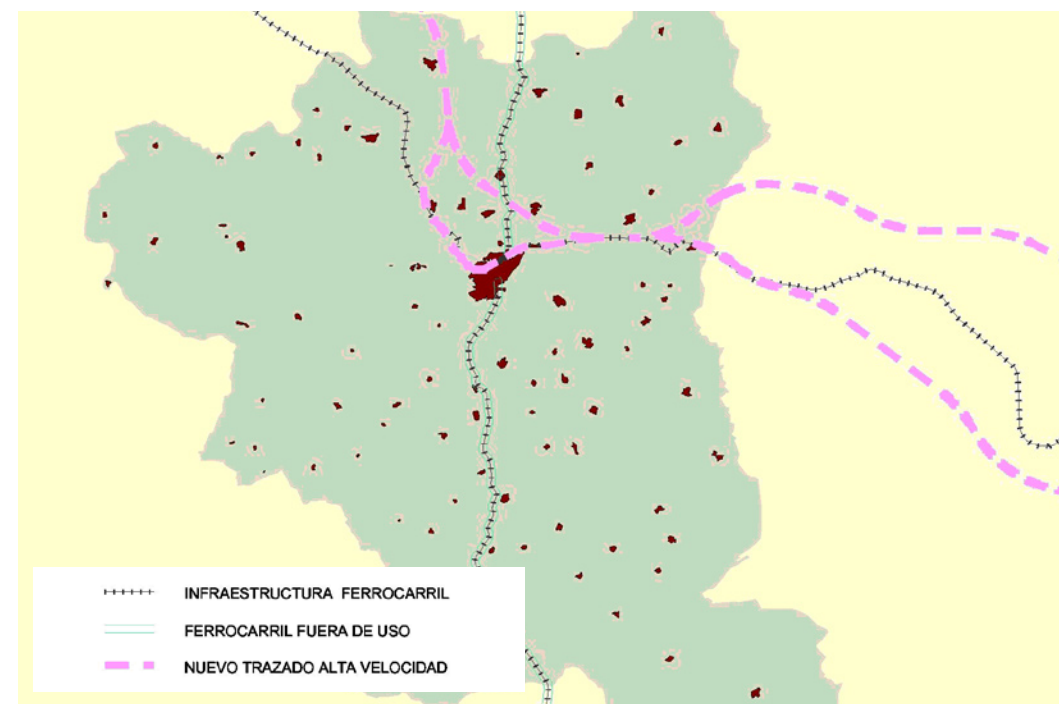 INFRAESTRUCTURA FERROCARRIL
FERROCARRIL FUERA DE USO
NUEVO TRAZADO ALTA VELOCIDAD